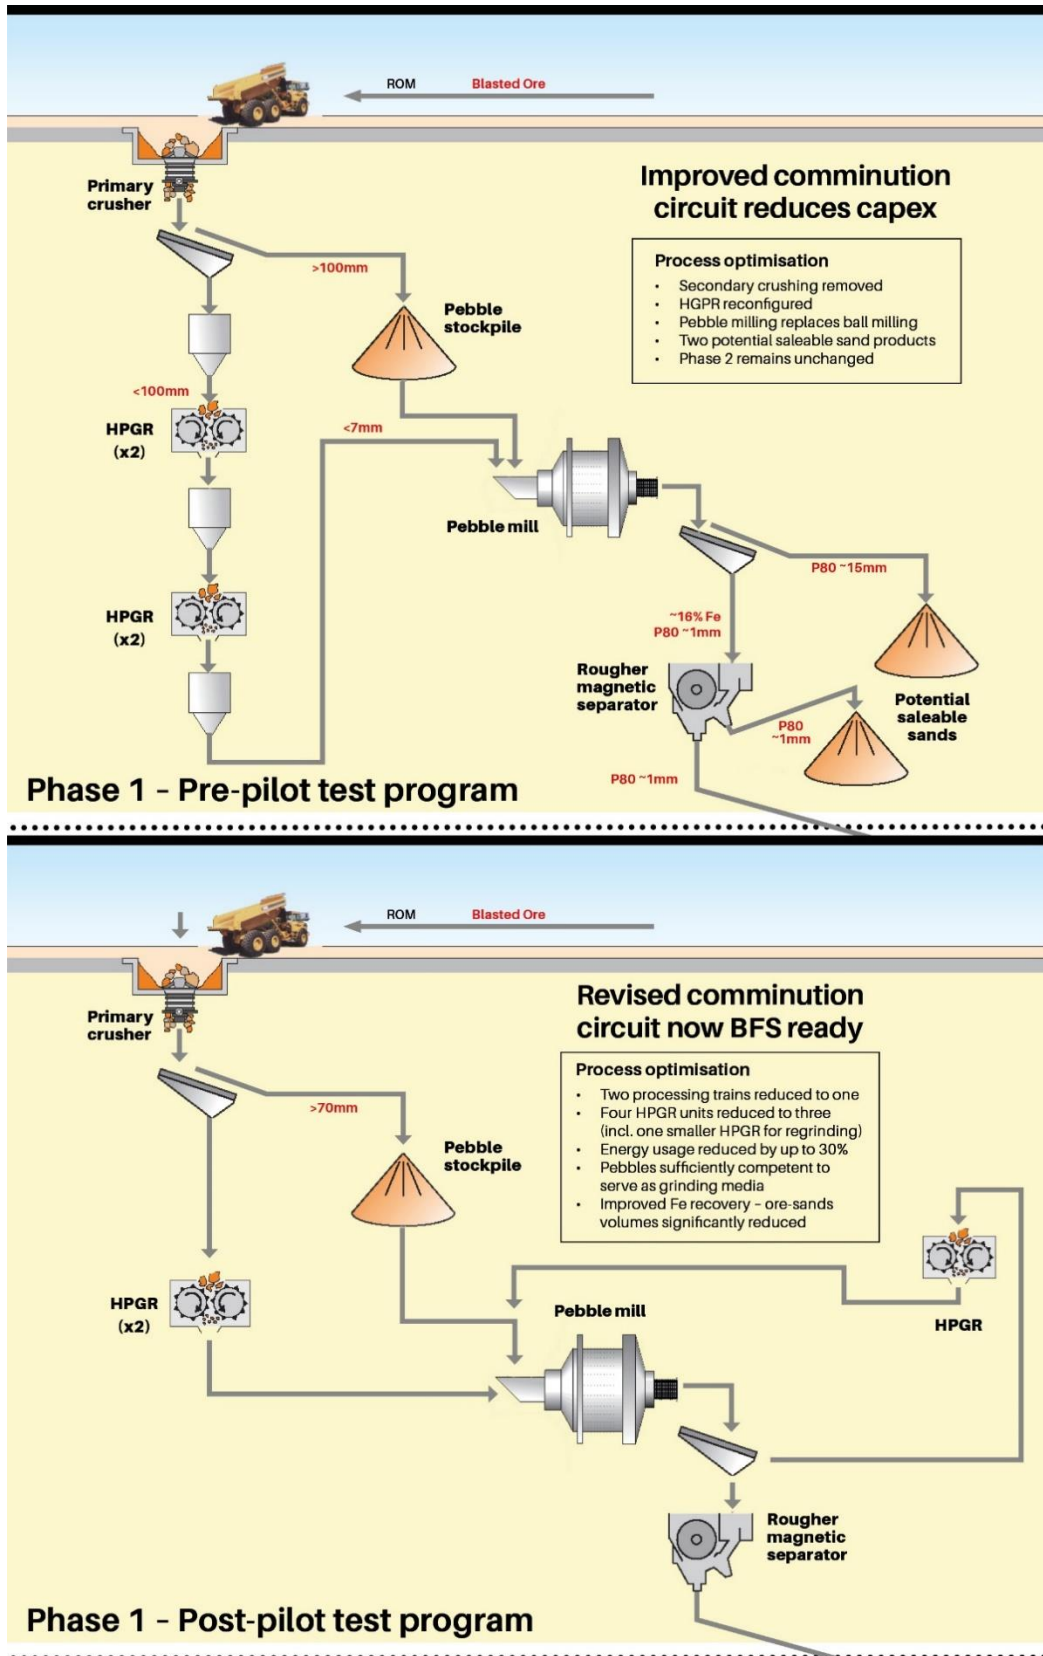 ROM Blasted Ore
Primary
crusher
Improved comminution
circuit reduces capex
>100mm
Process optimisation
• Secondary crushing removed
• HGPR reconfigured
• Pebble milling replaces ball milling
• Two potential saleable sand products
• Phase 2 remains unchanged
Pebble
stockpile
<100mm
HPGR
(x2)
<7mm
Pebble mill
P80 ~15mm
HPGR
(x2)
~16% Fe
P80 ~1mm
Rougher
magnetic
separator
Potential
saleable
sands
P80
~1mm
P80 ~1mm
Phase 1 – Pre-pilot test program
ROM Blasted Ore
Primary
crusher
Revised comminution
circuit now BFS ready
>70mm
Process optimisation
• Two processing trains reduced to one
• Four HPGR units reduced to three
(incl. one smaller HPGR for regrinding)
• Energy usage reduced by up to 30%
• Pebbles sufficiently competent to
serve as grinding media
• Improved Fe recovery – ore-sands
volumes significantly reduced
Pebble
stockpile
HPGR
(x2)
Pebble mill
HPGR
Rougher
magnetic
separator
Phase 1 – Post-pilot test program